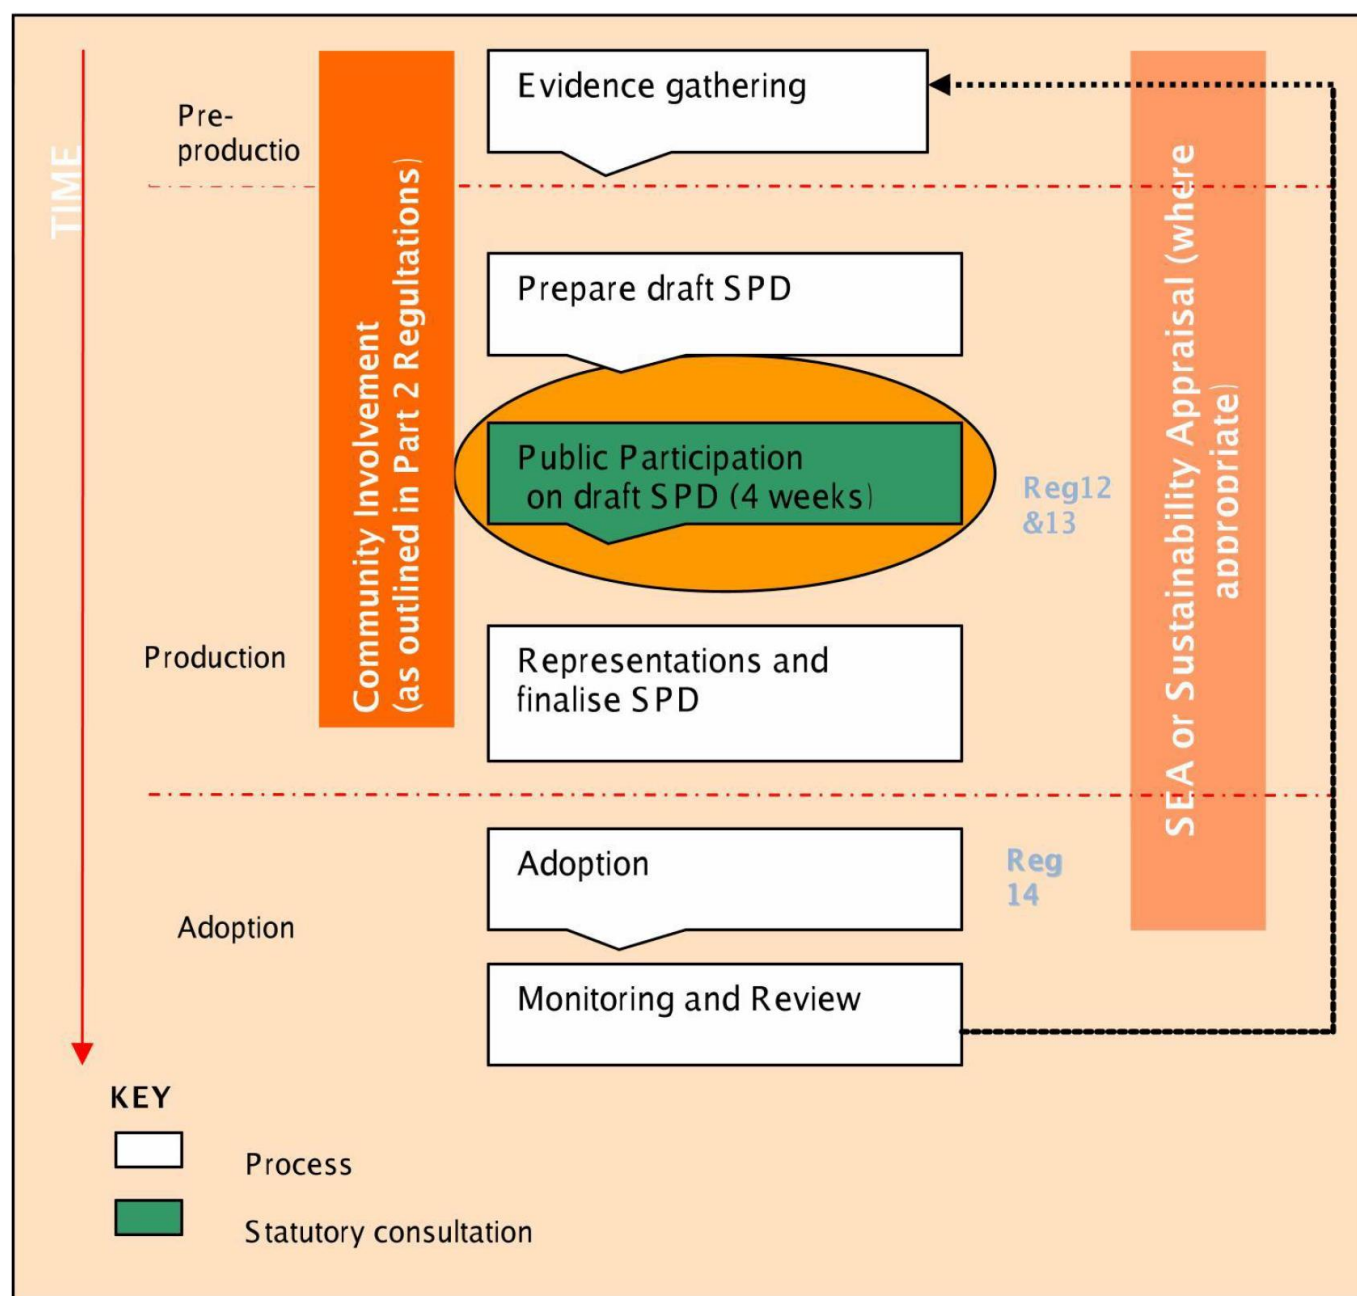 TIME
Pre-
productio
Evidence gathering
Community Involvement
(as outlined in Part 2 Regultations)
Prepare draft SPD
Public Participation
on draft SPD (4 weeks)
Reg12
&13
SEA or Sustainability Appraisal (where
appropriate)
Production
Representations and
finalise SPD
Adoption
Adoption
Reg
14
Monitoring and Review
KEY
Process
Statutory consultation